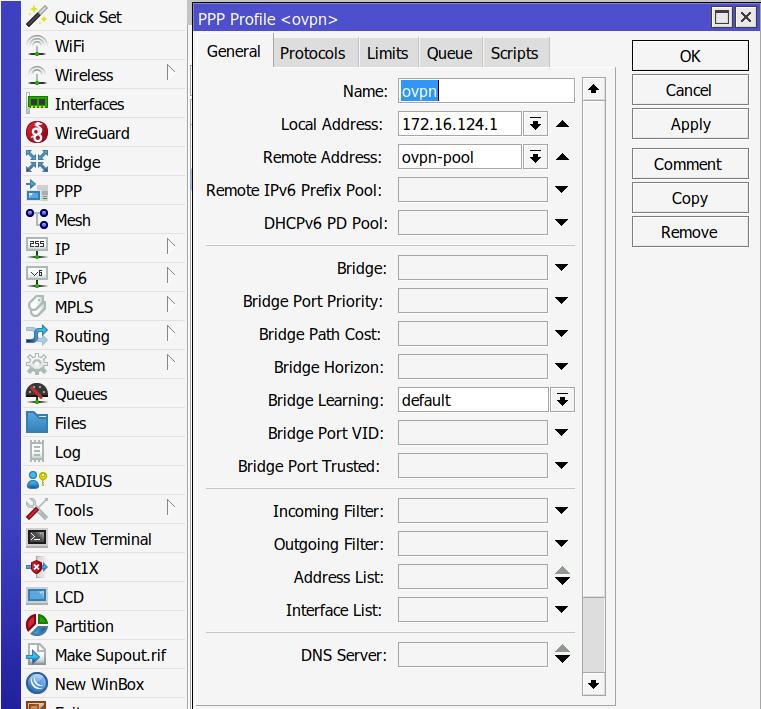 Quick Set
WiFi
Wireless
Interfaces
WireGuard
Bridge
PPP
Mesh
255
IP
v6
IPv6
MPLS
Routing
System
Queues
Files
Log
RADIUS
Tools
New Terminal
Dot1X
LCD
Partition
Make Supout.rif
New WinBox
PPP Profile <ovpn>
General Protocols Limits Queue Scripts
Name: ovpn
Local Address: 172.16.124.1
Remote Address: ovpn-pool
Remote IPv6 Prefix Pool:
DHCPv6 PD Pool:
Bridge:
Bridge Port Priority:
Bridge Path Cost:
Bridge Horizon:
Bridge Learning: default
Bridge Port VID:
Bridge Port Trusted:
Incoming Filter:
Outgoing Filter:
Address List:
Interface List:
DNS Server:
OK
Cancel
Apply
Comment
Copy
Remove